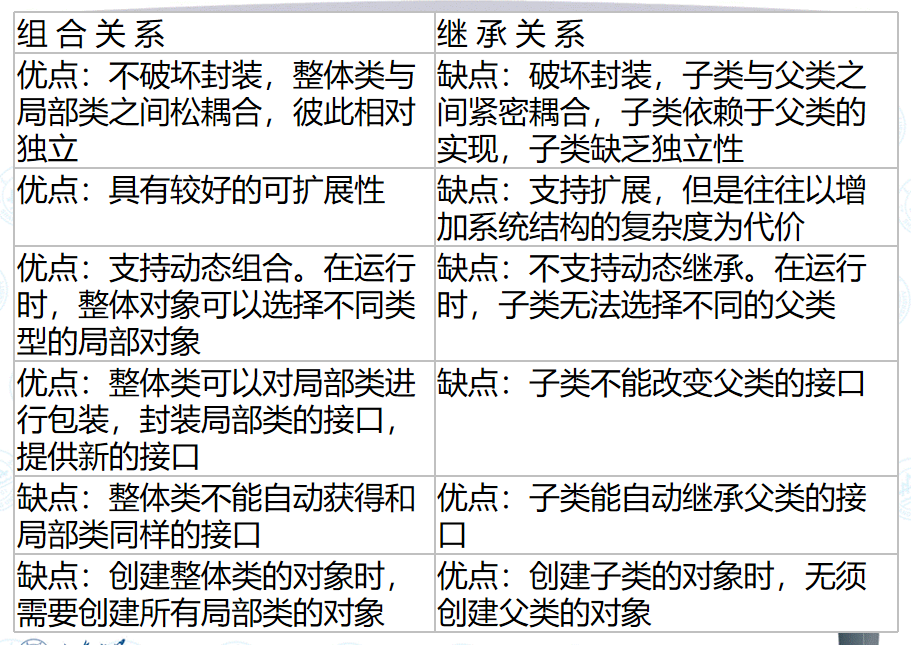 组 合 关 系
继 承 关 系
优点：不破坏封装，整体类与
局部类之间松耦合，彼此相对
独立
缺点：破坏封装，子类与父类之
间紧密耦合，子类依赖于父类的
实现，子类缺乏独立性
优点：具有较好的可扩展性
缺点：支持扩展，但是往往以增
加系统结构的复杂度为代价
优点：支持动态组合。在运行
时，整体对象可以选择不同类
型的局部对象
缺点：不支持动态继承。在运行
时，子类无法选择不同的父类
优点：整体类可以对局部类进
行包装，封装局部类的接口，
提供新的接口
缺点：子类不能改变父类的接口
缺点：整体类不能自动获得和
局部类同样的接口
优点：子类能自动继承父类的接
口
缺点：创建整体类的对象时，
需要创建所有局部类的对象
优点：创建子类的对象时，无须
创建父类的对象